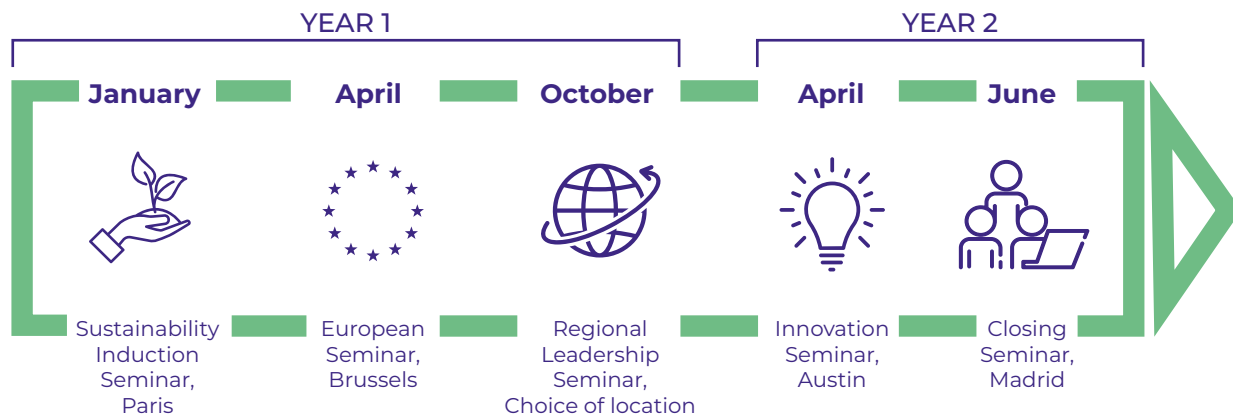 YEAR 1
YEAR 2
January
April
October
April
June
Sustainability
Induction
Seminar,
Paris
European
Seminar,
Brussels
Regional
Leadership
Seminar,
Choice of location
Innovation
Seminar,
Austin
Closing
Seminar,
Madrid